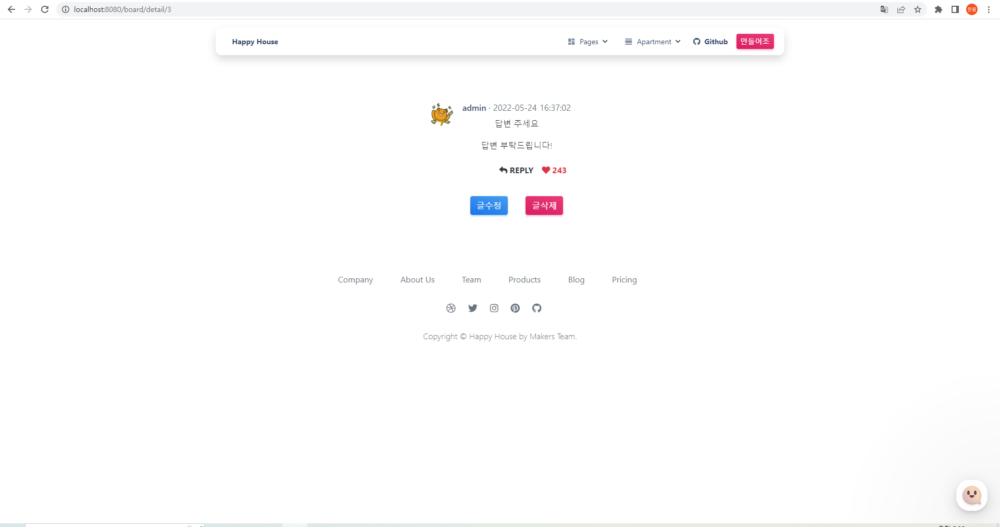 localhost:8080/board/detail/3
한울
Happy House
Pages
Apartment
Github
만들어조
admin · 2022-05-24 16:37:02
답변 주세요
답변 부탁드립니다!
REPLY 243
글수정 글삭제
Company About Us Team Products Blog Pricing
Copyright © Happy House by Makers Team.